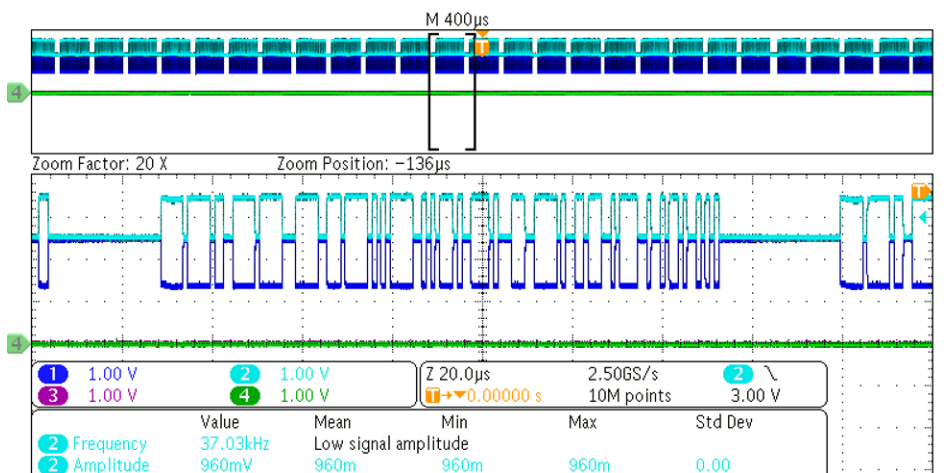 M 400µs
T
4
Zoom Factor: 20 X Zoom Position: −136µs
T
4
1 1.00 V 2 1.00 V Z 20.0µs 2.50GS/s 2
3 1.00 V 4 1.00 V T→▼0.00000 s 10M points 3.00 V
Value Mean Min Max Std Dev
2 Frequency 37.03kHz Low signal amplitude
2 Amplitude 960mV 960m 960m 960m 0.00